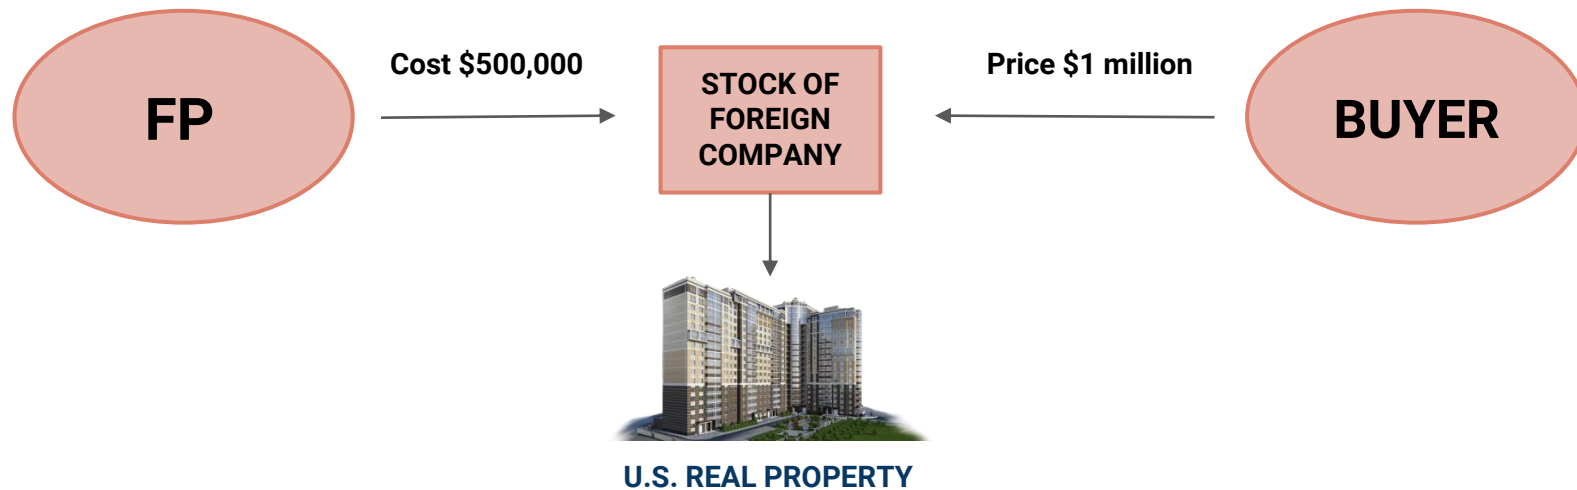 Cost $500,000
Price $1 million
FP
STOCK OF
FOREIGN
COMPANY
BUYER
U.S. REAL PROPERTY